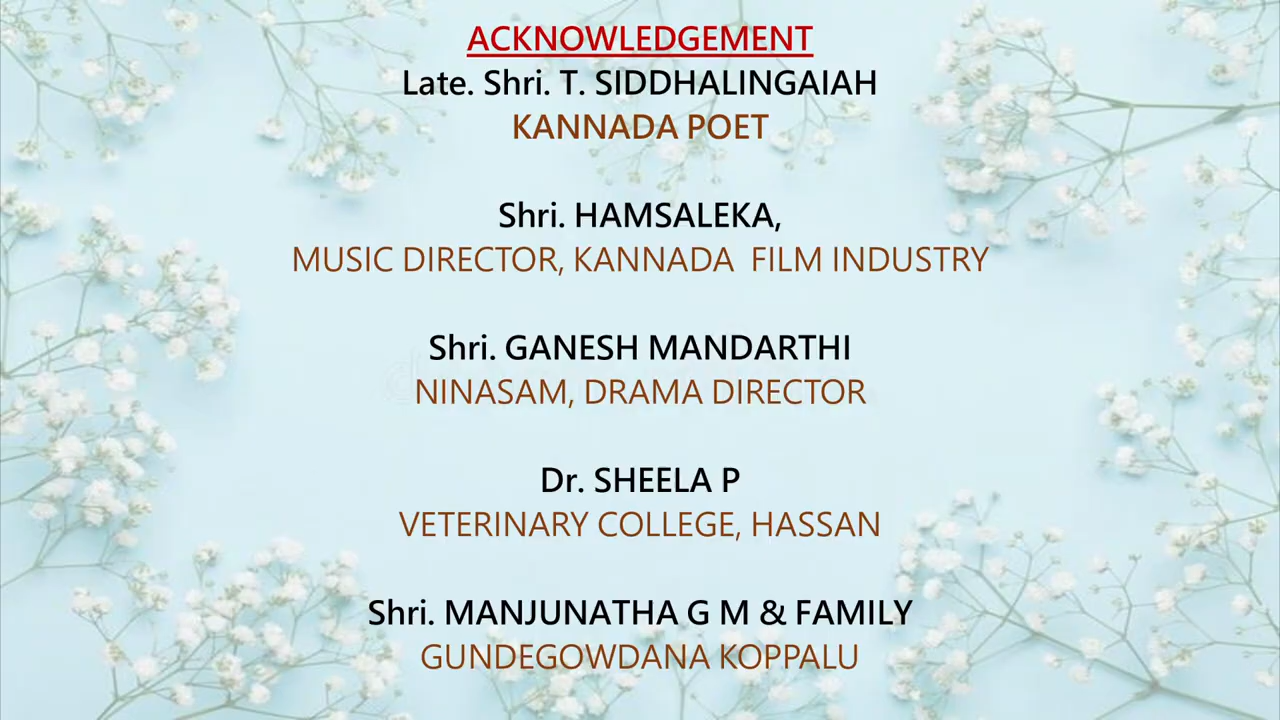 ACKNOWLEDGEMENT
Late. Shri. T. SIDDHALINGAIAH
KANNADA POET
Shri. HAMSALEKA,
MUSIC DIRECTOR, KANNADA FILM INDUSTRY
Shri. GANESH MANDARTHI
NINASAM, DRAMA DIRECTOR
Dr. SHEELA P
VETERINARY COLLEGE, HASSAN
Shri. MANJUNATHA G M & FAMILY
GUNDEGOWDANA KOPPALU